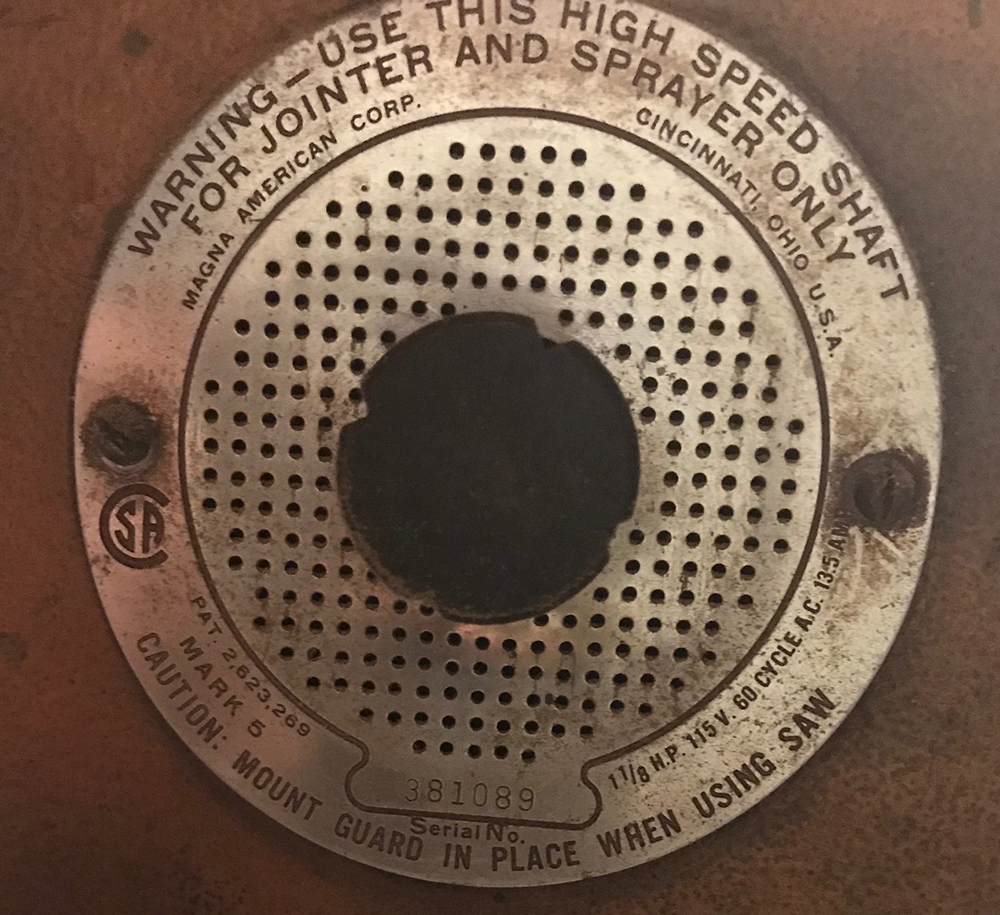 WARNING — USE THIS HIGH SPEED SHAFT
FOR JOINTER AND SPRAYER ONLY
MAGNA AMERICAN CORP.
CINCINNATI, OHIO U.S.A.
CSA
PAT. 2,623,269
MARK 5
1 1/8 H.P. 115 V. 60 CYCLE A.C. 13.5
381089
Serial No.
CAUTION: MOUNT GUARD IN PLACE WHEN USING SAW